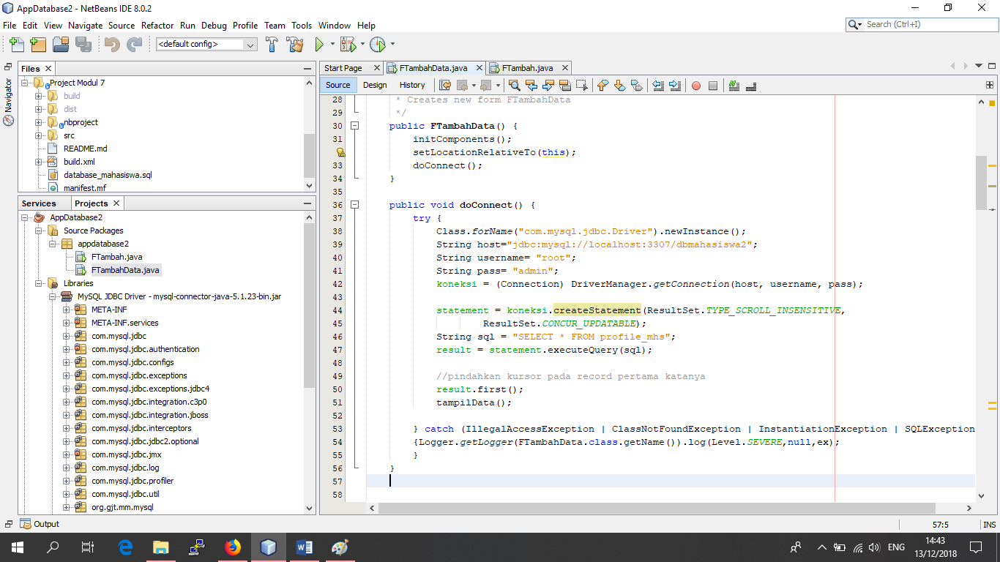 AppDatabase2 - NetBeans IDE 8.0.2
File Edit View Navigate Source Refactor Run Debug Profile Team Tools Window Help
Search (Ctrl+I)
<default config>
Navigator
Files
Project Modul 7
build
dist
nbproject
src
README.md
build.xml
database_mahasiswa.sql
manifest.mf
Services Projects
AppDatabase2
Source Packages
appdatabase2
FTambah.java
FTambahData.java
Libraries
MySQL JDBC Driver - mysql-connector-java-5.1.23-bin.jar
META-INF
META-INF.services
com.mysql.jdbc
com.mysql.jdbc.authentication
com.mysql.jdbc.configs
com.mysql.jdbc.exceptions
com.mysql.jdbc.exceptions.jdbc4
com.mysql.jdbc.integration.c3p0
com.mysql.jdbc.integration.jboss
com.mysql.jdbc.interceptors
com.mysql.jdbc.jdbc2.optional
com.mysql.jdbc.jmx
com.mysql.jdbc.log
com.mysql.jdbc.profiler
com.mysql.jdbc.util
org.gjt.mm.mysql
Start Page FTambahData.java FTambah.java
Source Design History
28 * Creates new form FTambahData
29 */
30 public FTambahData() {
31 initComponents();
setLocationRelativeTo(this);
33 doConnect();
34 }
35
36 public void doConnect() {
37 try {
38 Class.forName("com.mysql.jdbc.Driver").newInstance();
39 String host="jdbc:mysql://localhost:3307/dbmahasiswa2";
40 String username= "root";
41 String pass= "admin";
42 koneksi = (Connection) DriverManager.getConnection(host, username, pass);
43
44 statement = koneksi.createStatement(ResultSet.TYPE_SCROLL_INSENSITIVE,
45 ResultSet.CONCUR_UPDATABLE);
46 String sql = "SELECT * FROM profile_mhs";
47 result = statement.executeQuery(sql);
48
49 //pindahkan kursor pada record pertama katanya
50 result.first();
51 tampilData();
52
53 } catch (IllegalAccessException | ClassNotFoundException | InstantiationException | SQLException
54 {Logger.getLogger(FTambahData.class.getName()).log(Level.SEVERE,null,ex);
55 }
56 }
57
58
Output
57:5 INS
ENG
14:43
13/12/2018